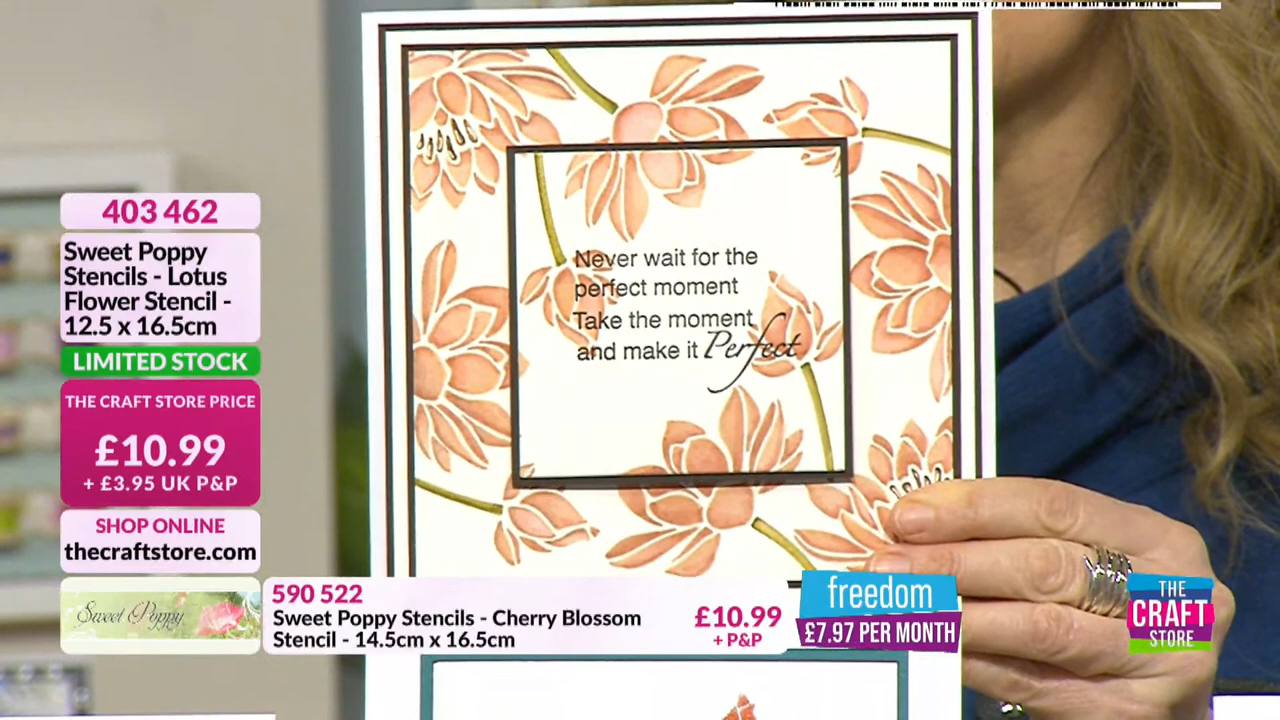 403 462
Sweet Poppy
Stencils - Lotus
Flower Stencil -
12.5 x 16.5cm
LIMITED STOCK
THE CRAFT STORE PRICE
£10.99
+ £3.95 UK P&P
SHOP ONLINE
thecraftstore.com
Never wait for the
perfect moment
Take the moment
and make it Perfect
Sweet Poppy
590 522
Sweet Poppy Stencils - Cherry Blossom
Stencil - 14.5cm x 16.5cm
£10.99
+ P&P
freedom
£7.97 PER MONTH
THE
CRAFT
STORE